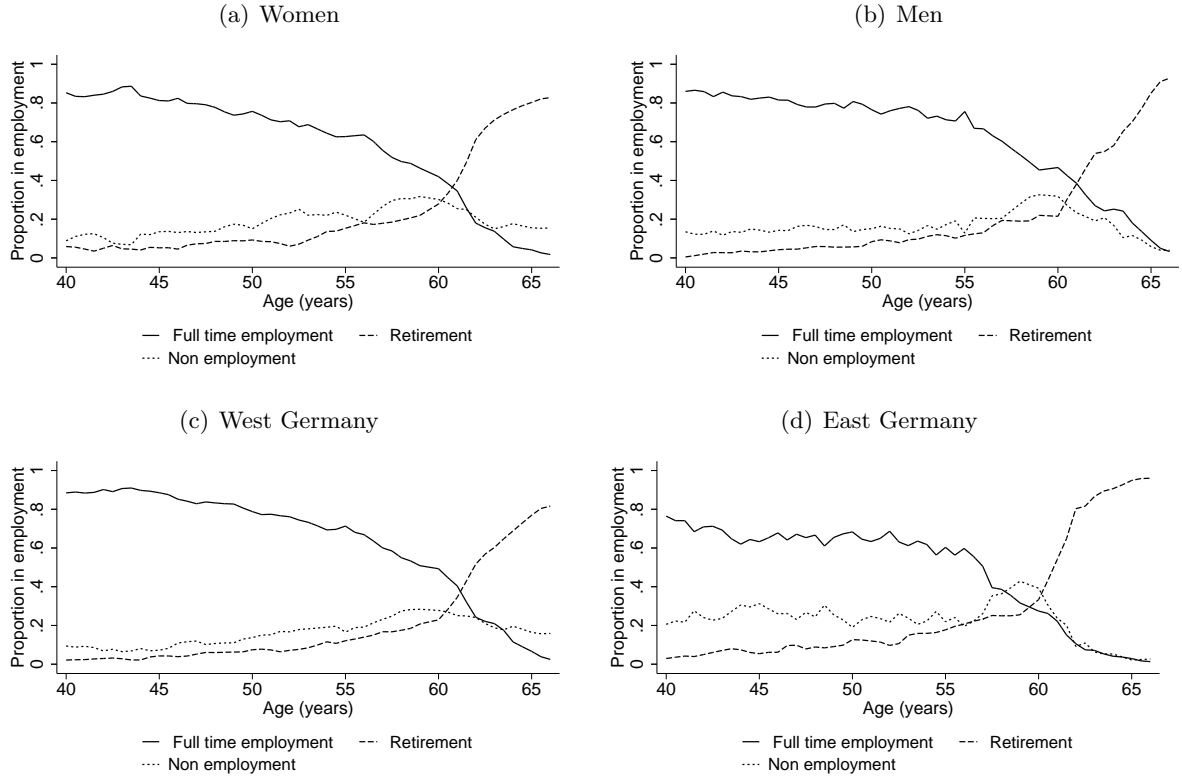 (a) Women
Proportion in employment
0 .2 .4 .6 .8 1
40 45 50 55 60 65
Age (years)
Full time employment Retirement
Non employment
(b) Men
Proportion in employment
0 .2 .4 .6 .8 1
40 45 50 55 60 65
Age (years)
Full time employment Retirement
Non employment
(c) West Germany
Proportion in employment
0 .2 .4 .6 .8 1
40 45 50 55 60 65
Age (years)
Full time employment Retirement
Non employment
(d) East Germany
Proportion in employment
0 .2 .4 .6 .8 1
40 45 50 55 60 65
Age (years)
Full time employment Retirement
Non employment